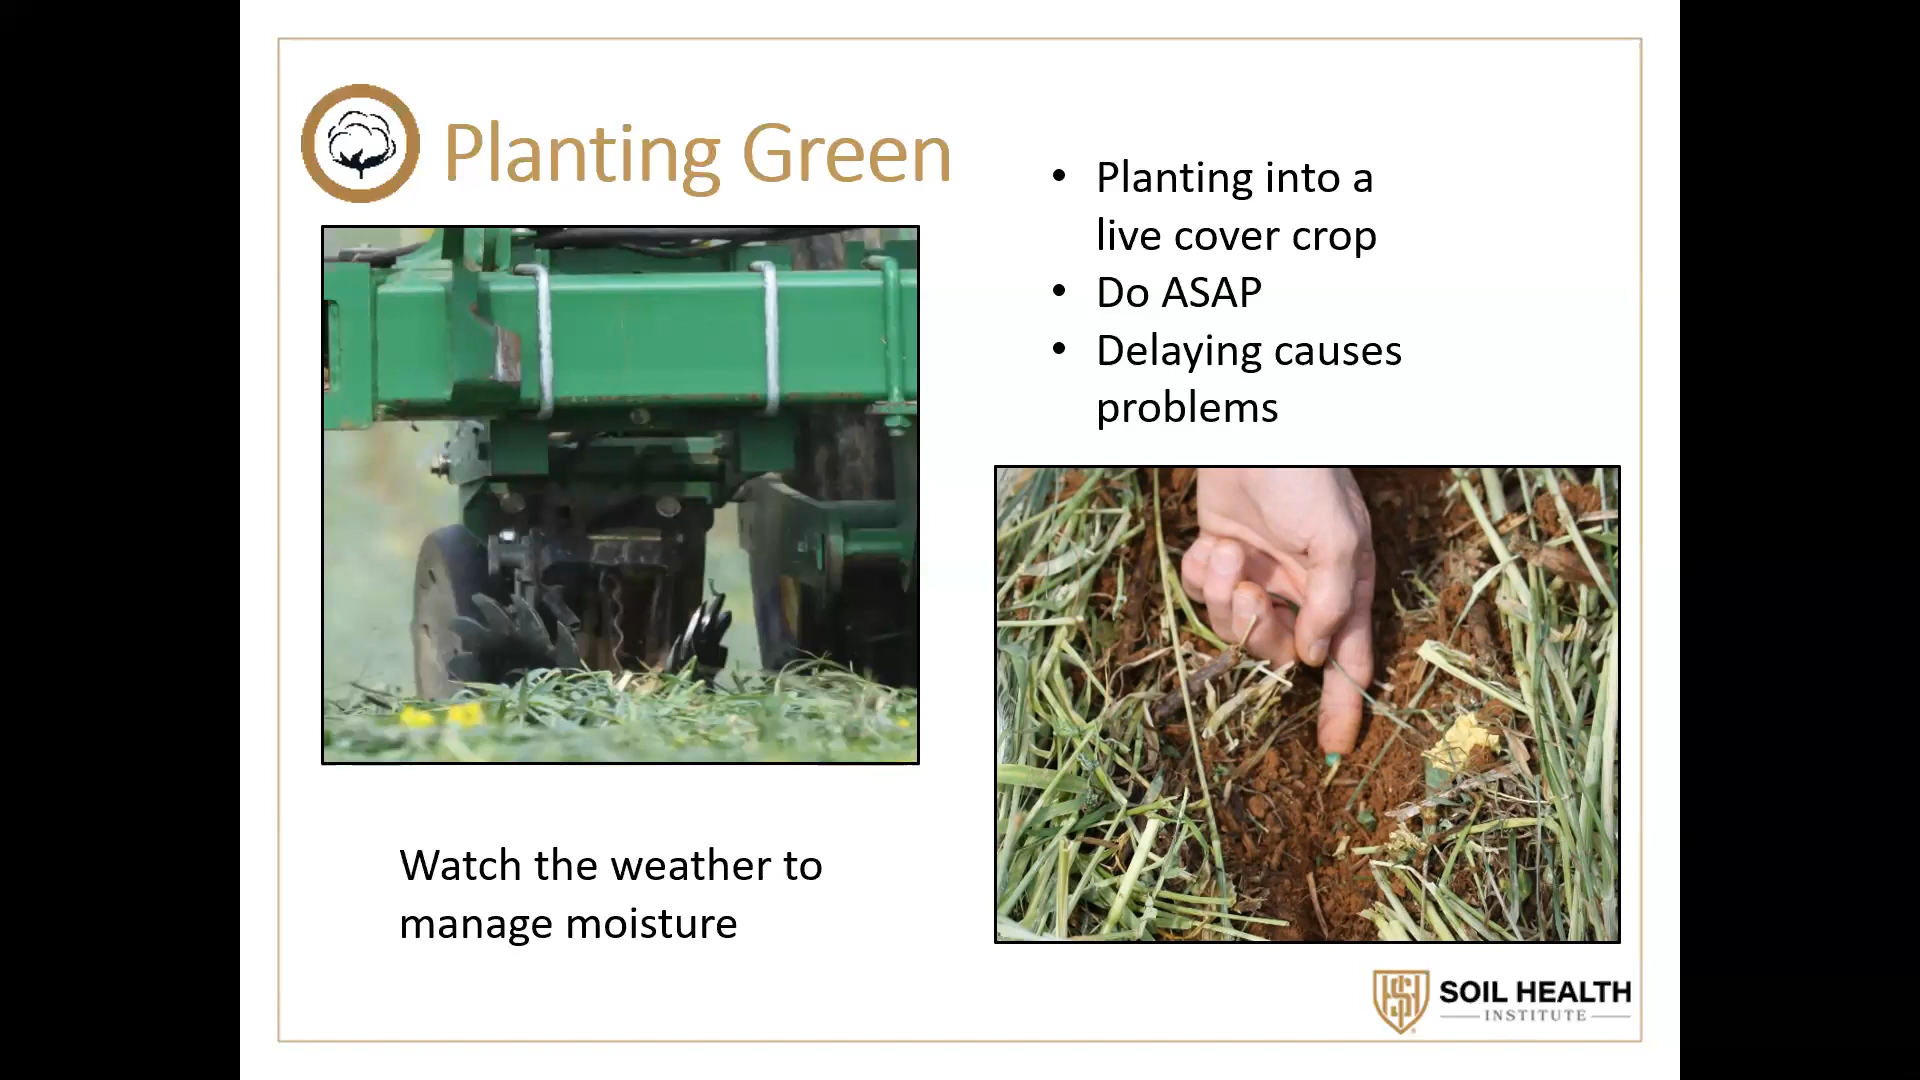 Planting Green
• Planting into a
live cover crop
• Do ASAP
• Delaying causes
problems
Watch the weather to
manage moisture
SOIL HEALTH
INSTITUTE